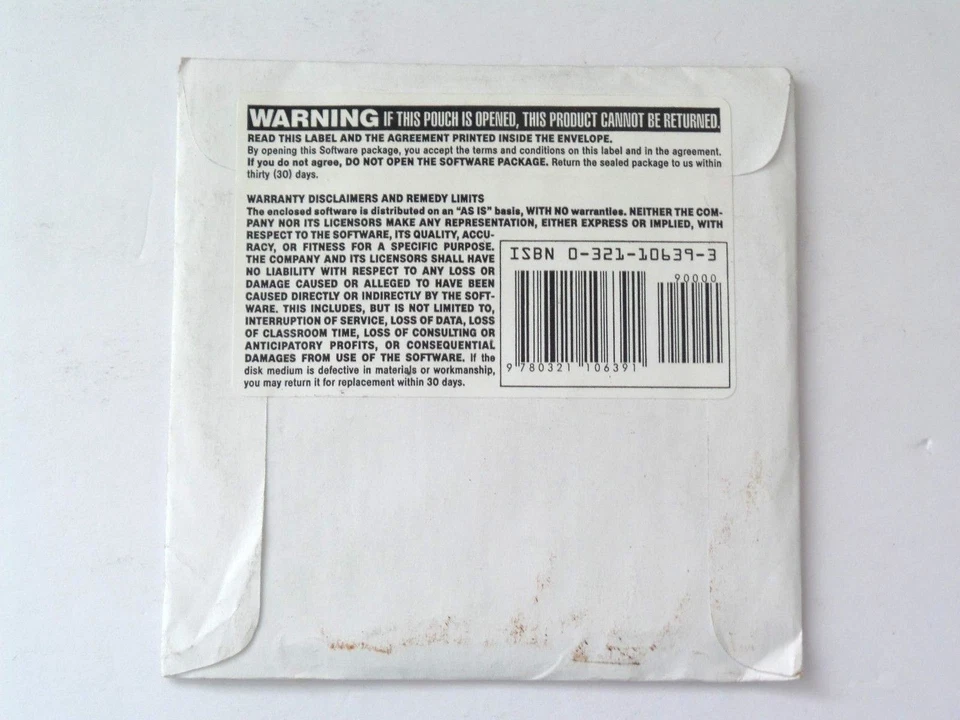 WARNING IF THIS POUCH IS OPENED, THIS PRODUCT CANNOT BE RETURNED.
READ THIS LABEL AND THE AGREEMENT PRINTED INSIDE THE ENVELOPE.
By opening this Software package, you accept the terms and conditions on this label and in the agreement.
If you do not agree, DO NOT OPEN THE SOFTWARE PACKAGE. Return the sealed package to us within
thirty (30) days.
WARRANTY DISCLAIMERS AND REMEDY LIMITS
The enclosed software is distributed on an "AS IS" basis, WITH NO warranties. NEITHER THE COM-
PANY NOR ITS LICENSORS MAKE ANY REPRESENTATION, EITHER EXPRESS OR IMPLIED, WITH
RESPECT TO THE SOFTWARE, ITS QUALITY, ACCU-
RACY, OR FITNESS FOR A SPECIFIC PURPOSE.
THE COMPANY AND ITS LICENSORS SHALL HAVE
NO LIABILITY WITH RESPECT TO ANY LOSS OR
DAMAGE CAUSED OR ALLEGED TO HAVE BEEN
CAUSED DIRECTLY OR INDIRECTLY BY THE SOFT-
WARE. THIS INCLUDES, BUT IS NOT LIMITED TO,
INTERRUPTION OF SERVICE, LOSS OF DATA, LOSS
OF CLASSROOM TIME, LOSS OF CONSULTING OR
ANTICIPATORY PROFITS, OR CONSEQUENTIAL
DAMAGES FROM USE OF THE SOFTWARE. If the
disk medium is defective in materials or workmanship,
you may return it for replacement within 30 days.
ISBN 0-321-10639-3
90000
9 780321 106391